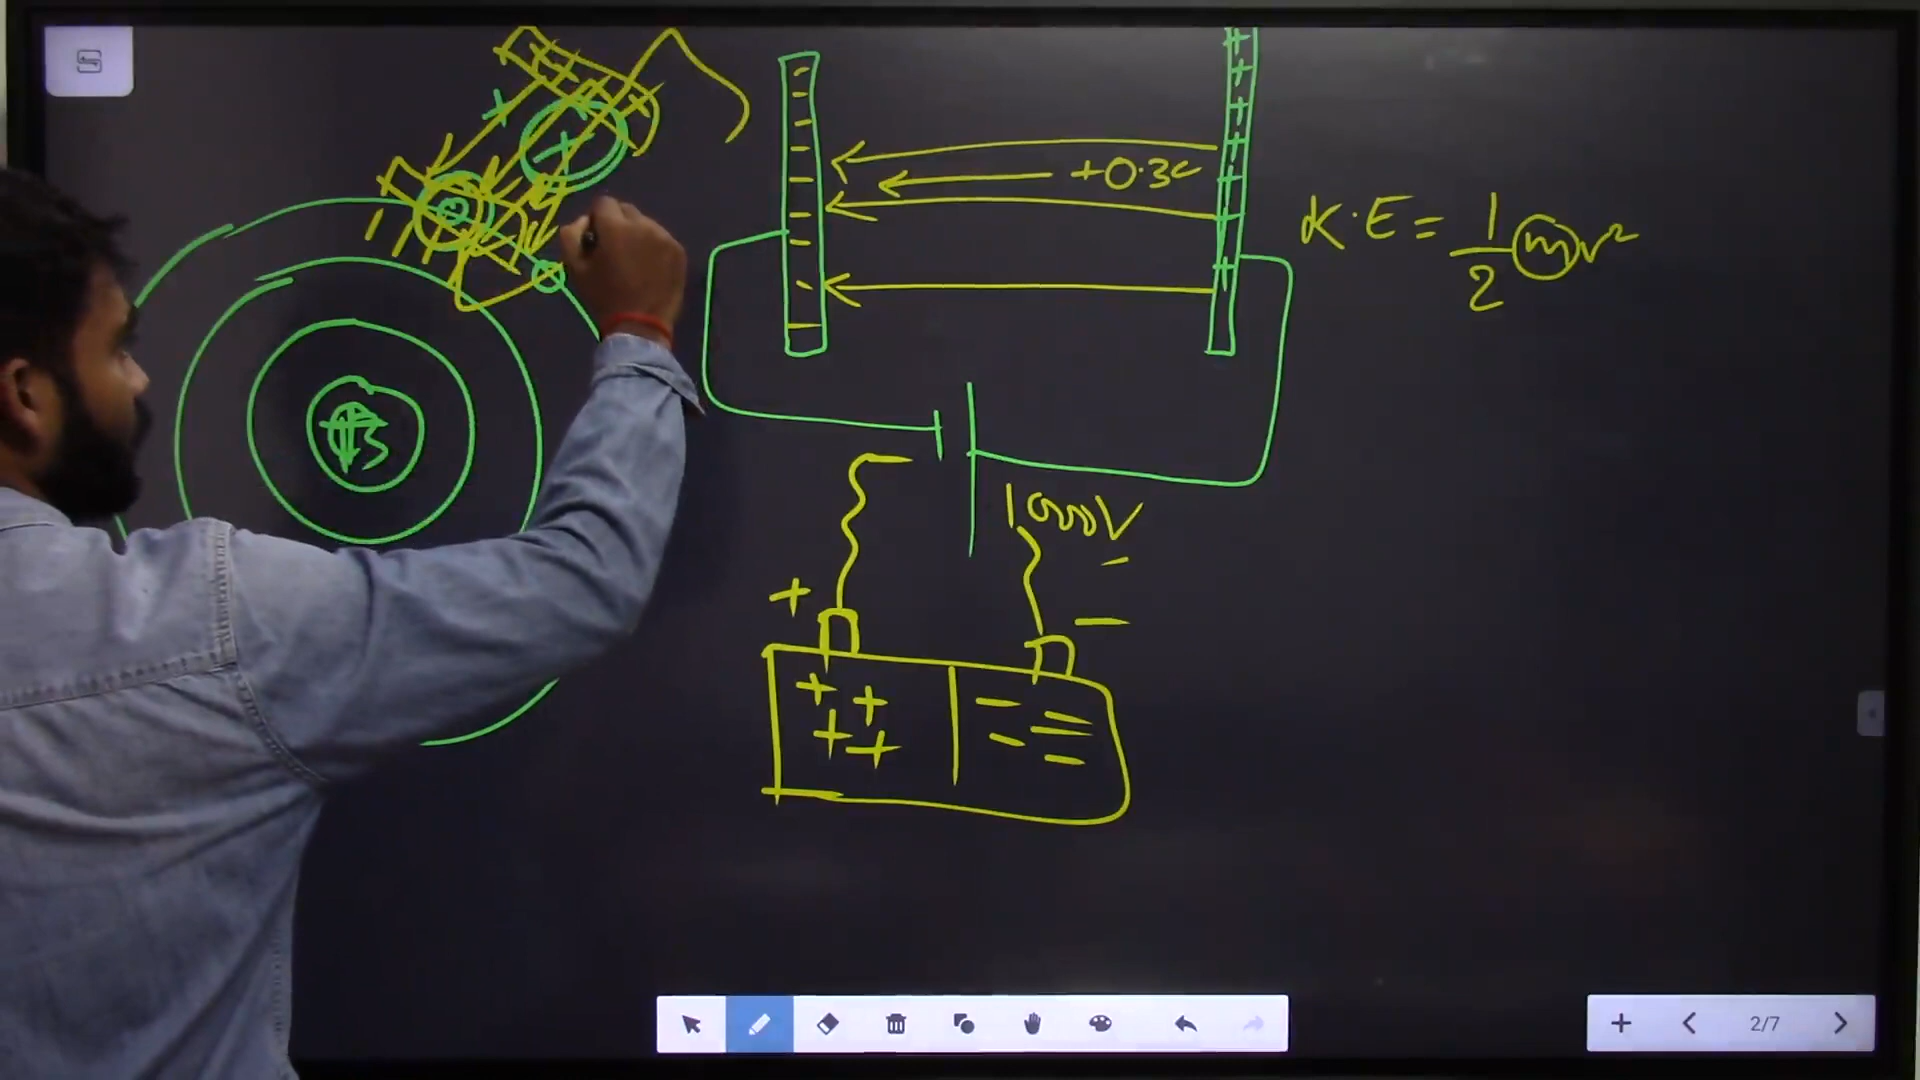 +0.3c
K.E = 1/2 mv²
1000V
+
-
+ + + +
2/7